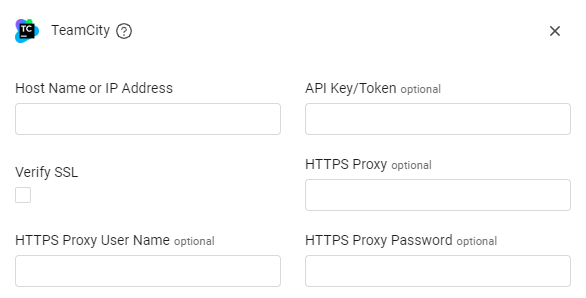 TC TeamCity ?
Host Name or IP Address
API Key/Token optional
Verify SSL
HTTPS Proxy optional
HTTPS Proxy User Name optional
HTTPS Proxy Password optional